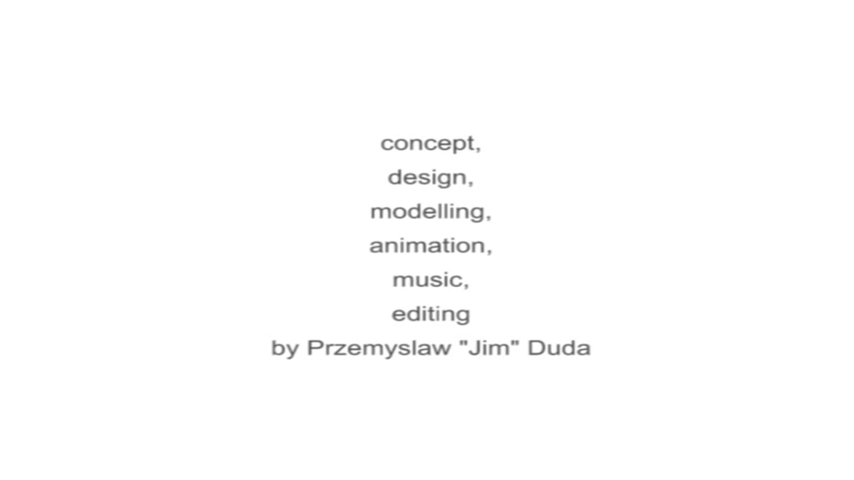 concept,
design,
modelling,
animation,
music,
editing
by Przemyslaw "Jim" Duda